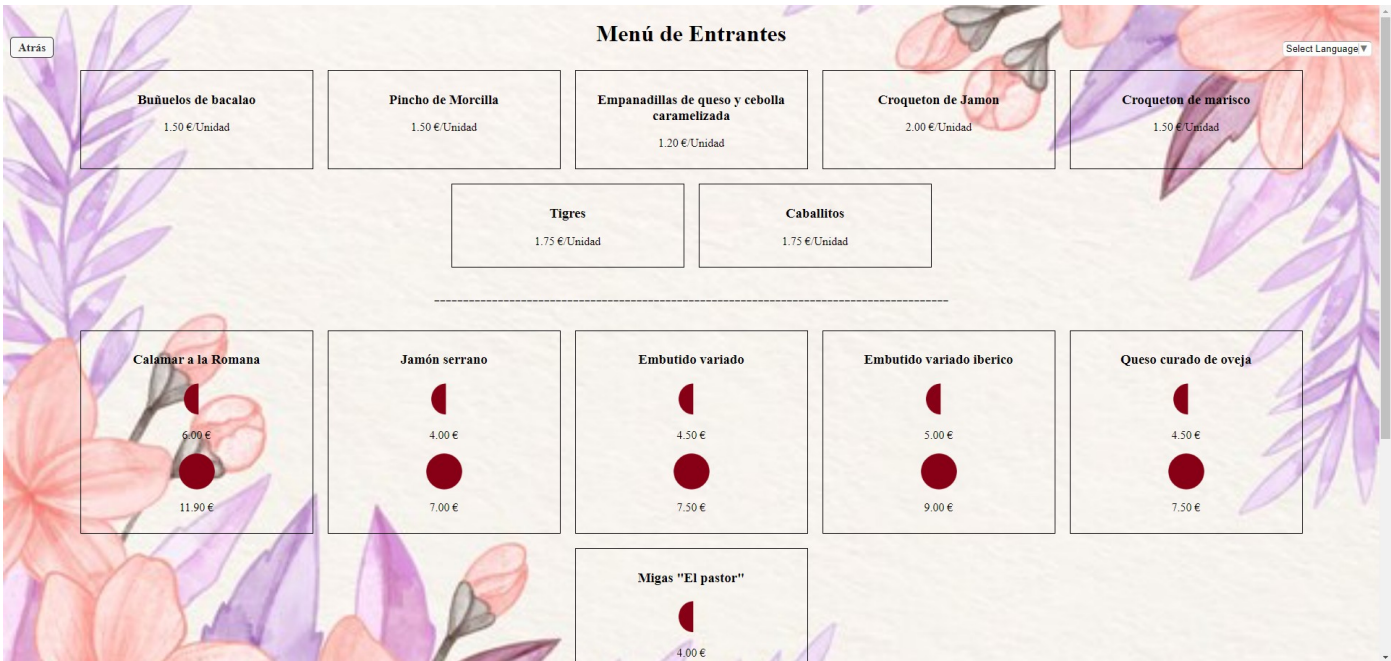 Menú de Entrantes
Atrás
Select Language▼
Buñuelos de bacalao
1.50 €/Unidad
Pincho de Morcilla
1.50 €/Unidad
Empanadillas de queso y cebolla
caramelizada
1.20 €/Unidad
Croqueton de Jamon
2.00 €/Unidad
Croqueton de marisco
1.50 €/Unidad
Tigres
1.75 €/Unidad
Caballitos
1.75 €/Unidad
Calamar a la Romana
6.00 €
11.90 €
Jamón serrano
4.00 €
7.00 €
Embutido variado
4.50 €
7.50 €
Embutido variado iberico
5.00 €
9.00 €
Queso curado de oveja
4.50 €
7.50 €
Migas "El pastor"
4.00 €